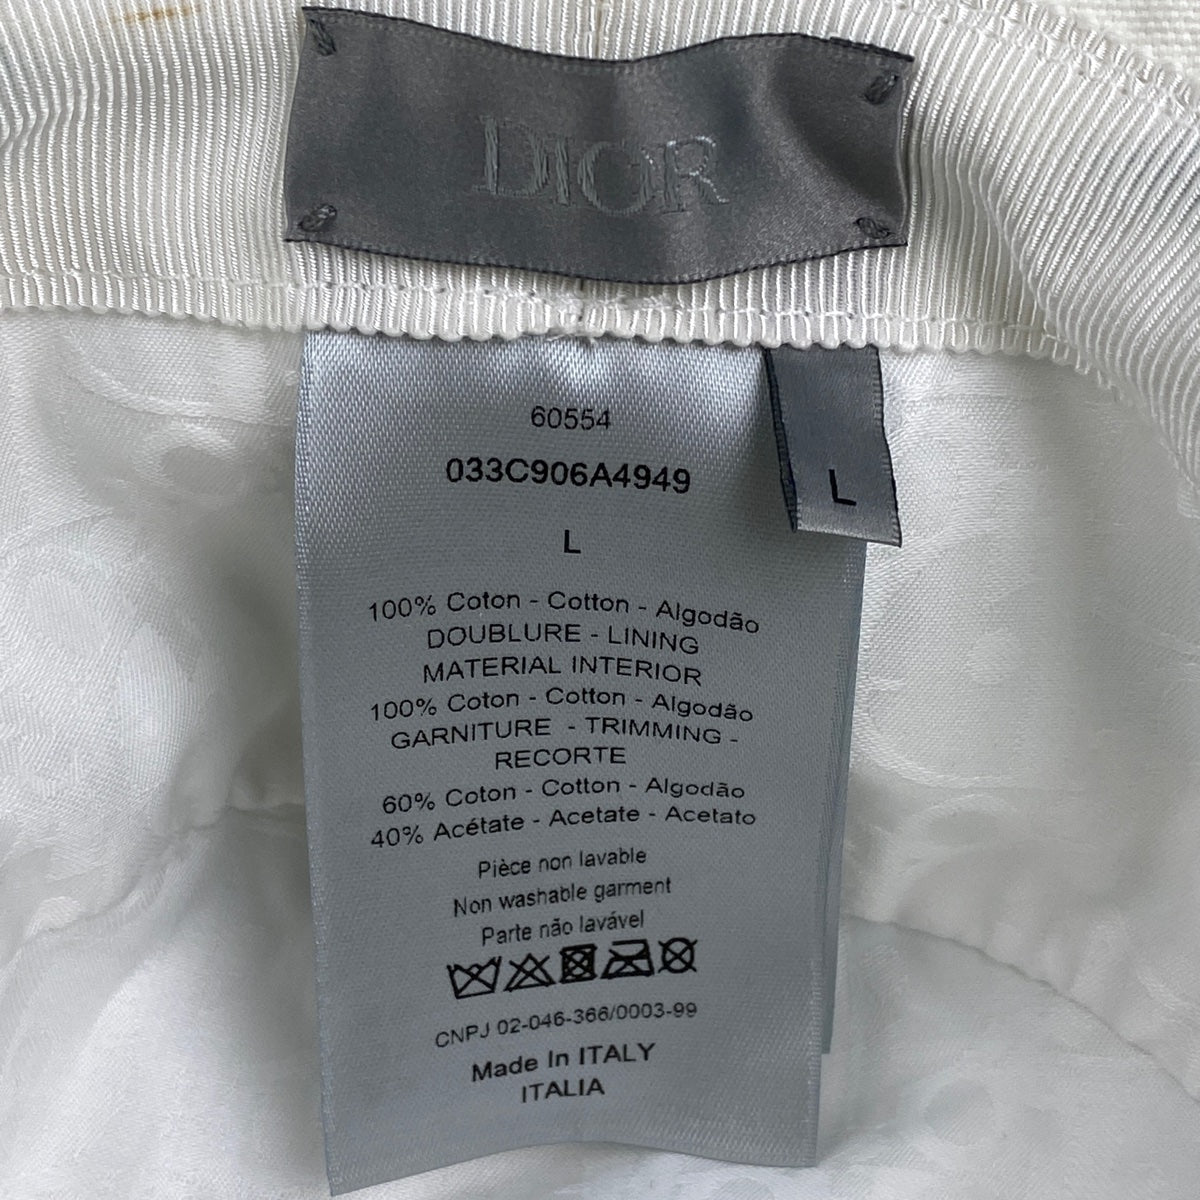 DIOR
60554
033C906A4949
L
L
100% Coton - Cotton - Algodão
DOUBLURE - LINING
MATERIAL INTERIOR
100% Coton - Cotton - Algodão
GARNITURE - TRIMMING -
RECORTE
60% Coton - Cotton - Algodão
40% Acétate - Acetate - Acetato
Pièce non lavable
Non washable garment
Parte não lavável
CNPJ 02-046-366/0003-99
Made In ITALY
ITALIA